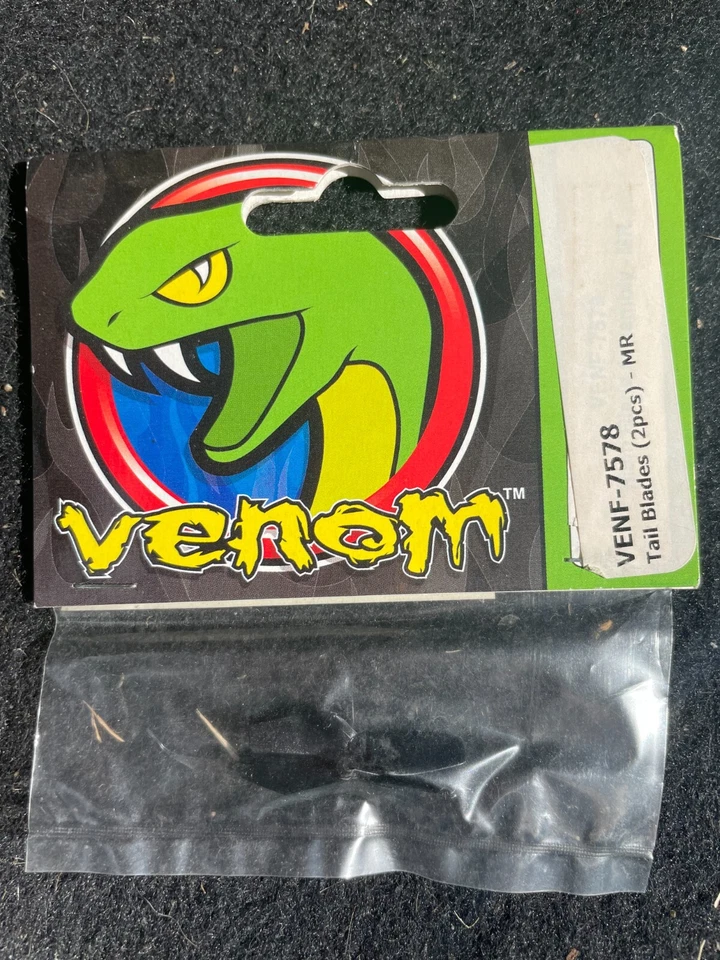 venom™
VENF-7578
Tail Blades (2pcs) - MR